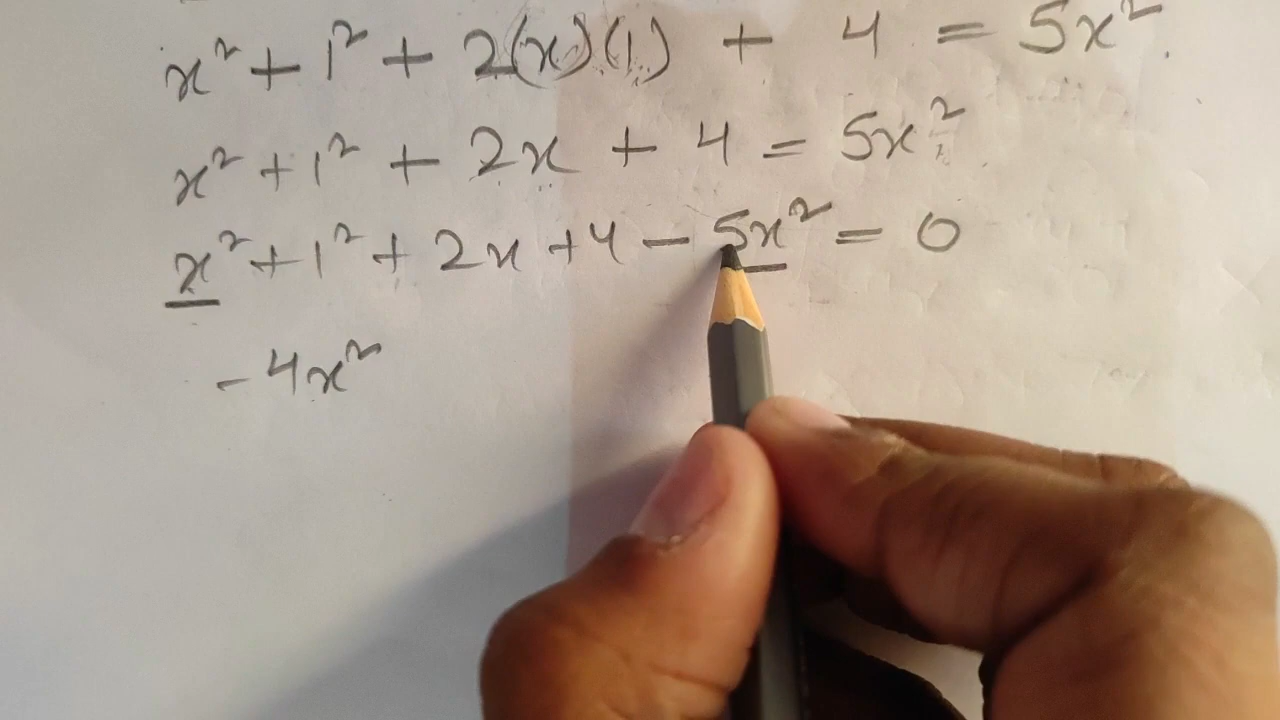 x² + 1² + 2(x)(1) + 4 = 5x².
x² + 1² + 2x + 4 = 5x²
x² + 1² + 2x + 4 - 5x² = 0
- 4x²